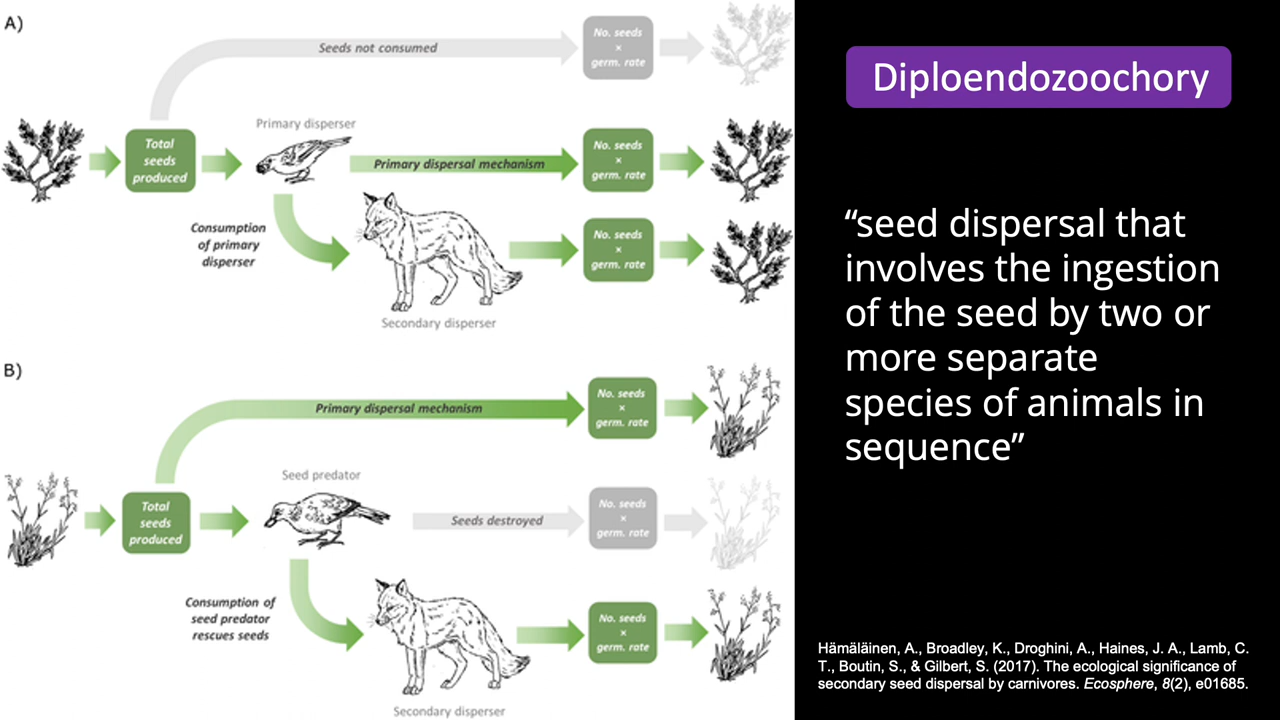 A)
Seeds not consumed
No. seeds
×
germ. rate
Total
seeds
produced
Primary disperser
Primary dispersal mechanism
No. seeds
×
germ. rate
Consumption
of primary
disperser
No. seeds
×
germ. rate
Secondary disperser
B)
Primary dispersal mechanism
No. seeds
×
germ. rate
Total
seeds
produced
Seed predator
Seeds destroyed
No. seeds
×
germ. rate
Consumption of
seed predator
rescues seeds
No. seeds
×
germ. rate
Secondary disperser
Diploendozoochory
“seed dispersal that
involves the ingestion
of the seed by two or
more separate
species of animals in
sequence”
Hämäläinen, A., Broadley, K., Droghini, A., Haines, J. A., Lamb, C.
T., Boutin, S., & Gilbert, S. (2017). The ecological significance of
secondary seed dispersal by carnivores. Ecosphere, 8(2), e01685.